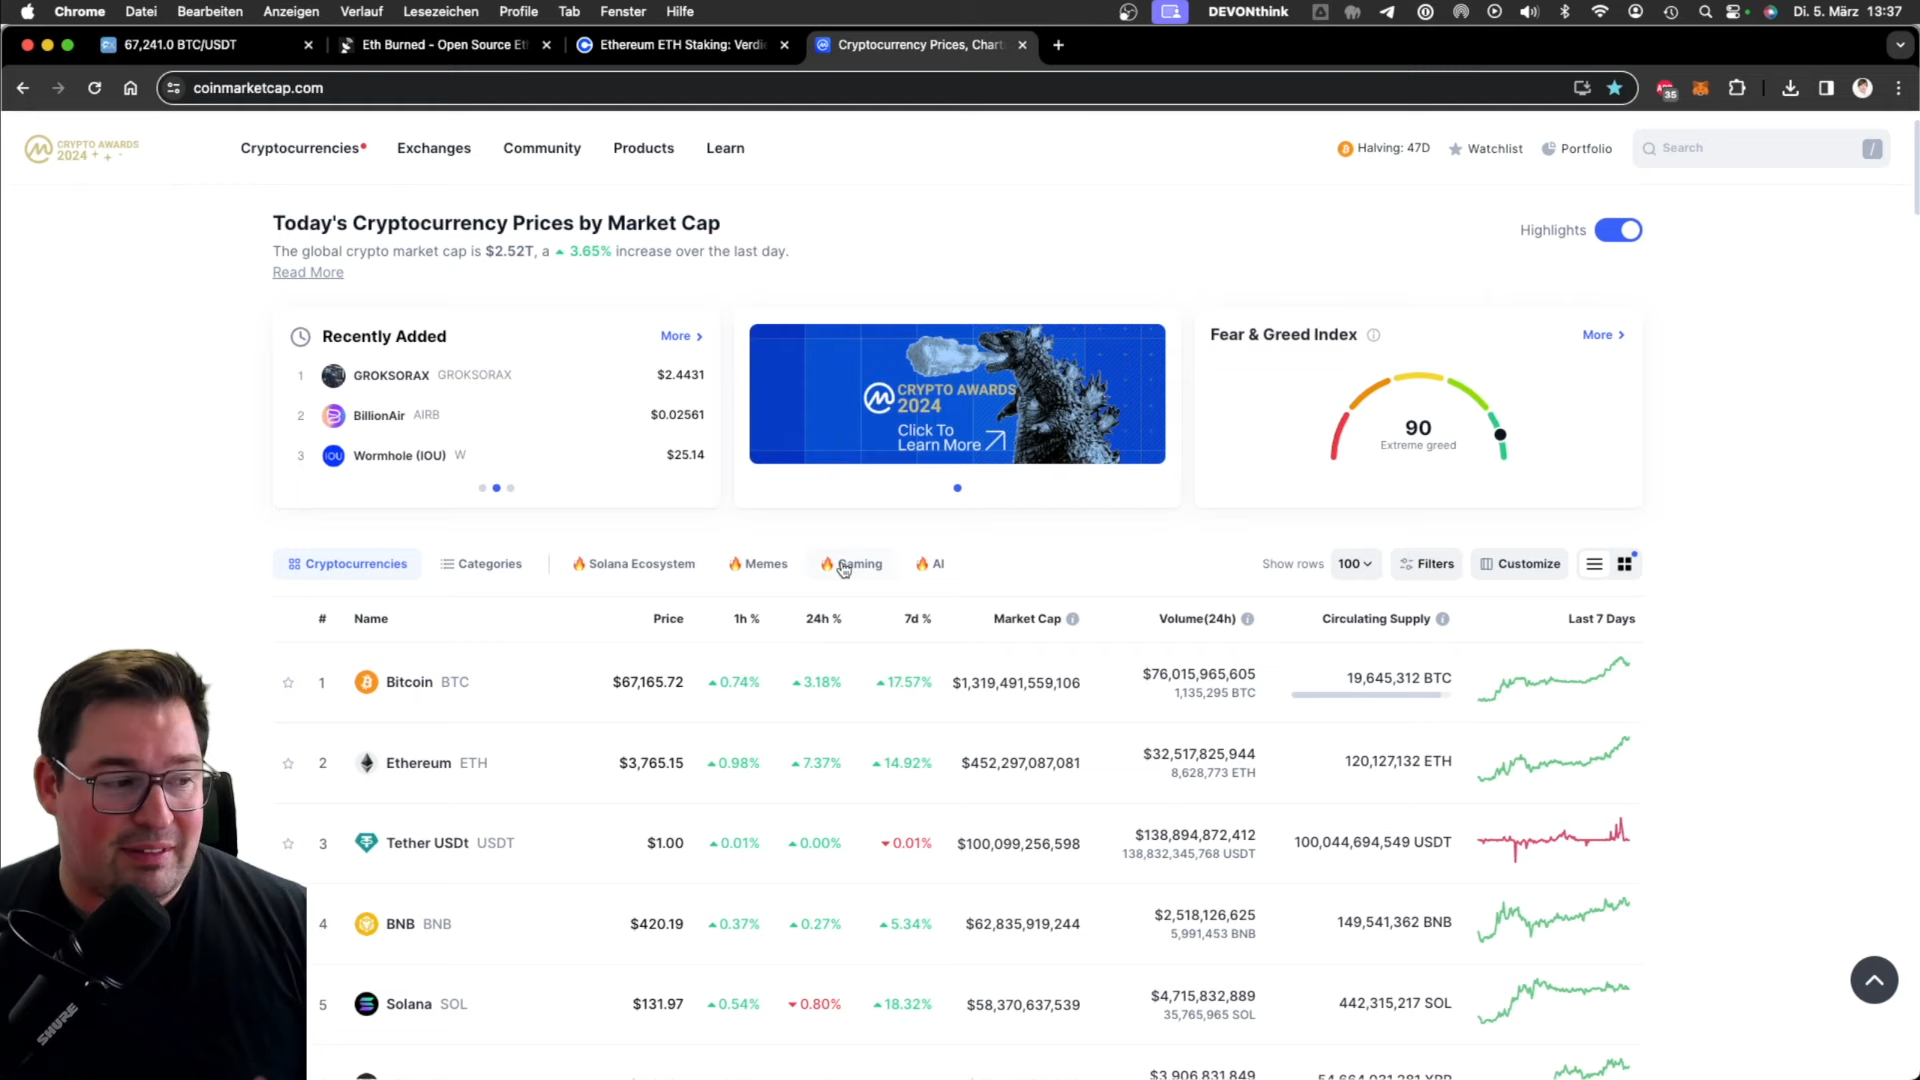 Chrome Datei Bearbeiten Anzeigen Verlauf Lesezeichen Profile Tab Fenster Hilfe DEVONthink Di. 5. März 13:37
67,241.0 BTC/USDT Eth Burned - Open Source Et Ethereum ETH Staking: Verdi Cryptocurrency Prices, Chart
coinmarketcap.com 35
CRYPTO AWARDS
2024
Cryptocurrencies Exchanges Community Products Learn Halving: 47D Watchlist Portfolio Search /
Today's Cryptocurrency Prices by Market Cap
The global crypto market cap is $2.52T, a 3.65% increase over the last day.
Read More
Highlights
Recently Added More
1 GROKSORAX GROKSORAX $2.4431
2 BillionAir AIRB $0.02561
3 IOU Wormhole (IOU) W $25.14
CRYPTO AWARDS
2024
Click To
Learn More
Fear & Greed Index More
90
Extreme greed
Cryptocurrencies Categories Solana Ecosystem Memes Gaming AI Show rows 100 Filters Customize
# Name Price 1h % 24h % 7d % Market Cap Volume(24h) Circulating Supply Last 7 Days
1 Bitcoin BTC $67,165.72 0.74% 3.18% 17.57% $1,319,491,559,106 $76,015,965,605 19,645,312 BTC
1,135,295 BTC
2 Ethereum ETH $3,765.15 0.98% 7.37% 14.92% $452,297,087,081 $32,517,825,944 120,127,132 ETH
8,628,773 ETH
3 Tether USDt USDT $1.00 0.01% 0.00% 0.01% $100,099,256,598 $138,894,872,412 100,044,694,549 USDT
138,832,345,768 USDT
4 BNB BNB $420.19 0.37% 0.27% 5.34% $62,835,919,244 $2,518,126,625 149,541,362 BNB
5,991,453 BNB
5 Solana SOL $131.97 0.54% 0.80% 18.32% $58,370,637,539 $4,715,832,889 442,315,217 SOL
35,765,965 SOL
$3,906,831,849 54,664,031,281 XRP
SHURE